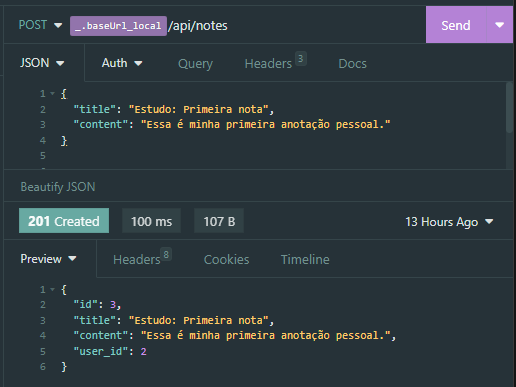 POST _.baseUrl_local /api/notes Send
JSON Auth Query Headers 3 Docs
1 {
2 "title": "Estudo: Primeira nota",
3 "content": "Essa é minha primeira anotação pessoal."
4 }
5
Beautify JSON
201 Created 100 ms 107 B 13 Hours Ago
Preview Headers 8 Cookies Timeline
1 {
2 "id": 3,
3 "title": "Estudo: Primeira nota",
4 "content": "Essa é minha primeira anotação pessoal.",
5 "user_id": 2
6 }